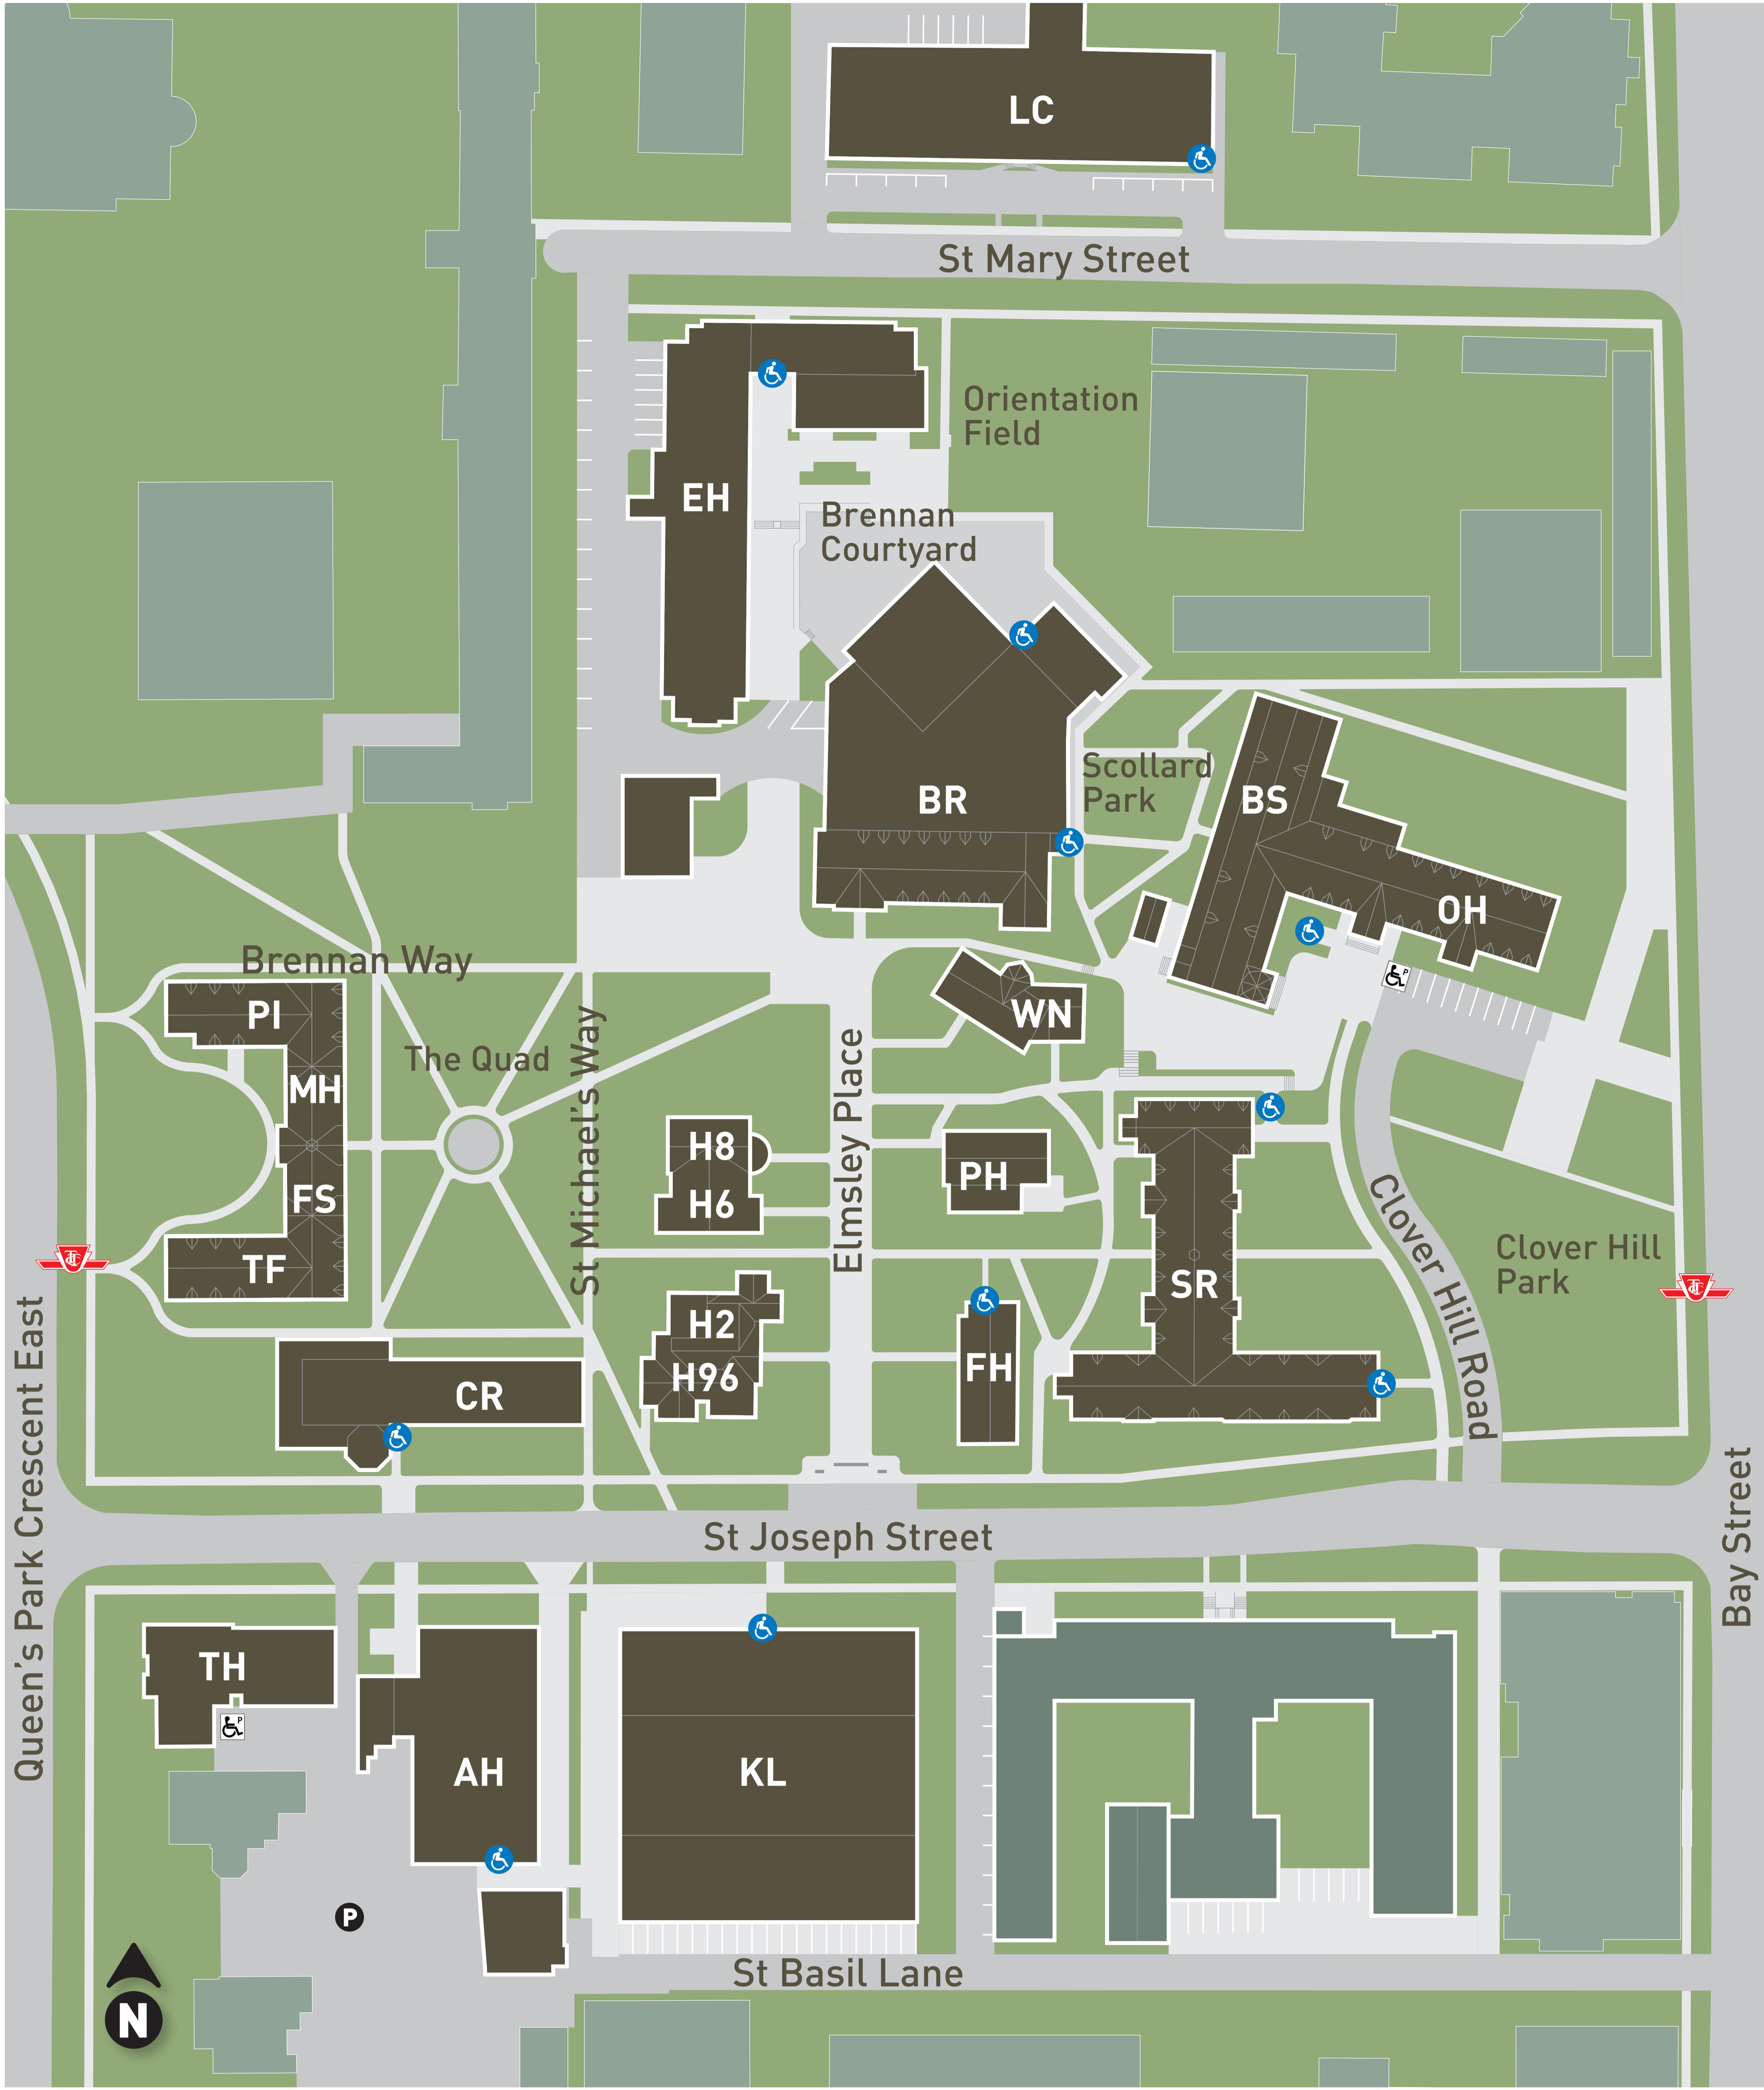 LC
St Mary Street
Orientation
Field
EH
Brennan
Courtyard
Scollard
Park
BR
BS
OH
Brennan Way
PI
WN
The Quad
MH
St Michael's Way
Elmsley Place
H8
PH
FS
H6
Clover Hill Road
Clover Hill
Park
TF
SR
H2
FH
H96
CR
Queen's Park Crescent East
St Joseph Street
Bay Street
TH
P
AH
KL
P
St Basil Lane
N
P
TTC
TTC